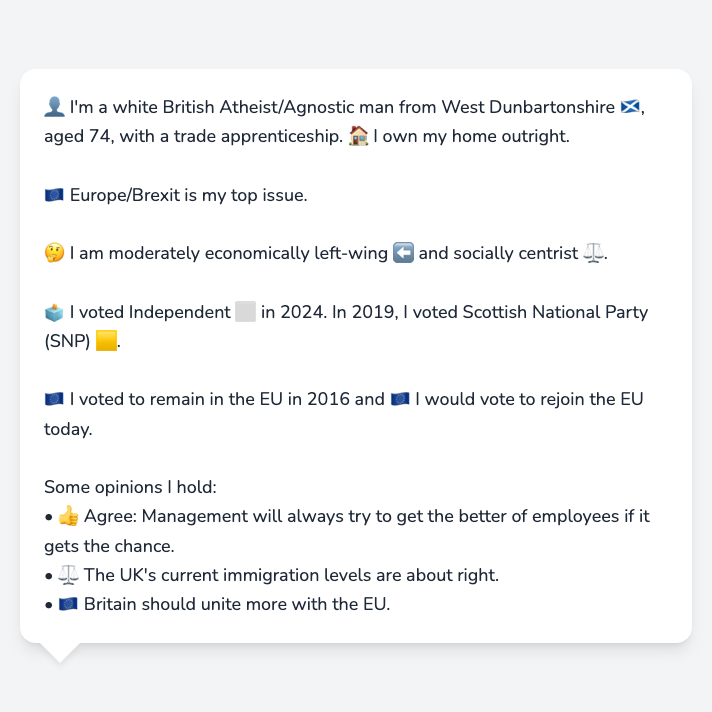 👤 I'm a white British Atheist/Agnostic man from West Dunbartonshire 🏴󠁧󠁢󠁳󠁣󠁴󠁿,
aged 74, with a trade apprenticeship. 🏠 I own my home outright.
🇪🇺 Europe/Brexit is my top issue.
🤔 I am moderately economically left-wing ⬅️ and socially centrist ⚖️.
🗳️ I voted Independent ⬜ in 2024. In 2019, I voted Scottish National Party
(SNP) 🟨.
🇪🇺 I voted to remain in the EU in 2016 and 🇪🇺 I would vote to rejoin the EU
today.
Some opinions I hold:
• 👍 Agree: Management will always try to get the better of employees if it
gets the chance.
• ⚖️ The UK's current immigration levels are about right.
• 🇪🇺 Britain should unite more with the EU.